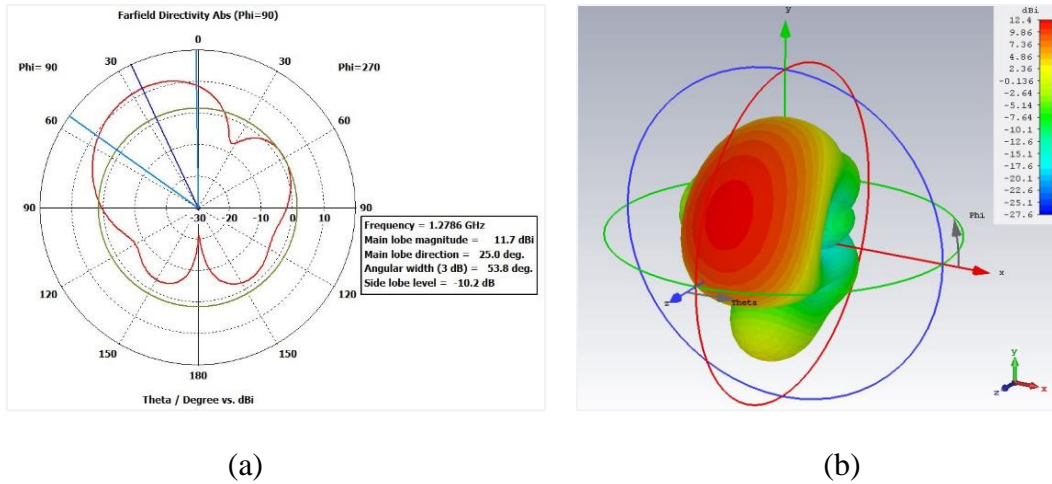 Farfield Directivity Abs (Phi=90)
0
30
30
Phi= 90
Phi=270
60
60
90
-30
-20
-10
0
10
90
Frequency = 1.2786 GHz
Main lobe magnitude = 11.7 dBi
Main lobe direction = 25.0 deg.
Angular width (3 dB) = 53.8 deg.
Side lobe level = -10.2 dB
120
120
150
150
180
Theta / Degree vs. dBi
dBi
12.4
9.86
7.36
4.86
2.36
-0.136
-2.64
-5.14
-10.1
-12.6
-17.6
-20.1
-22.6
-25.1
-27.6
y
Phi
x
z
Theta
y
x
z
(a)
(b)